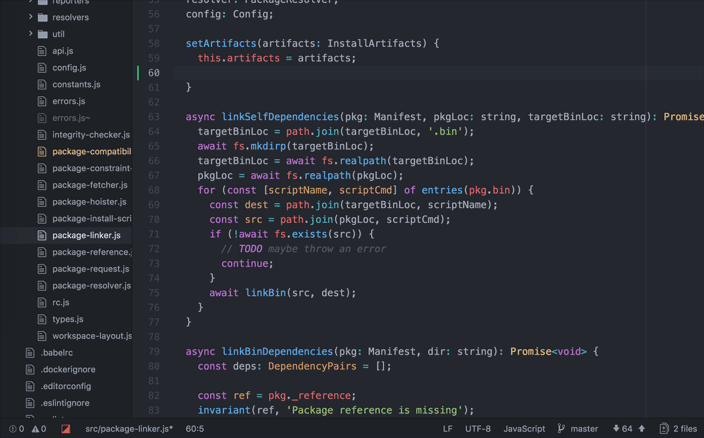 reporters
resolvers
util
api.js
config.js
constants.js
errors.js
errors.js~
integrity-checker.js
package-compatibil
package-constraint-
package-fetcher.js
package-hoister.js
package-install-scri
package-linker.js
package-reference.j
package-request.js
package-resolver.js
rc.js
types.js
workspace-layout.js
.babelrc
.dockerignore
.editorconfig
.eslintignore
55 resolver: PackageResolver;
56 config: Config;
57
58 setArtifacts(artifacts: InstallArtifacts) {
59 this.artifacts = artifacts;
60
61 }
62
63 async linkSelfDependencies(pkg: Manifest, pkgLoc: string, targetBinLoc: string): Promise
64 targetBinLoc = path.join(targetBinLoc, '.bin');
65 await fs.mkdirp(targetBinLoc);
66 targetBinLoc = await fs.realpath(targetBinLoc);
67 pkgLoc = await fs.realpath(pkgLoc);
68 for (const [scriptName, scriptCmd] of entries(pkg.bin)) {
69 const dest = path.join(targetBinLoc, scriptName);
70 const src = path.join(pkgLoc, scriptCmd);
71 if (!await fs.exists(src)) {
72 // TODO maybe throw an error
73 continue;
74 }
75 await linkBin(src, dest);
76 }
77 }
78
79 async linkBinDependencies(pkg: Manifest, dir: string): Promise<void> {
80 const deps: DependencyPairs = [];
81
82 const ref = pkg._reference;
83 invariant(ref, 'Package reference is missing');
0 0 src/package-linker.js* 60:5 LF UTF-8 JavaScript master 64 2 files